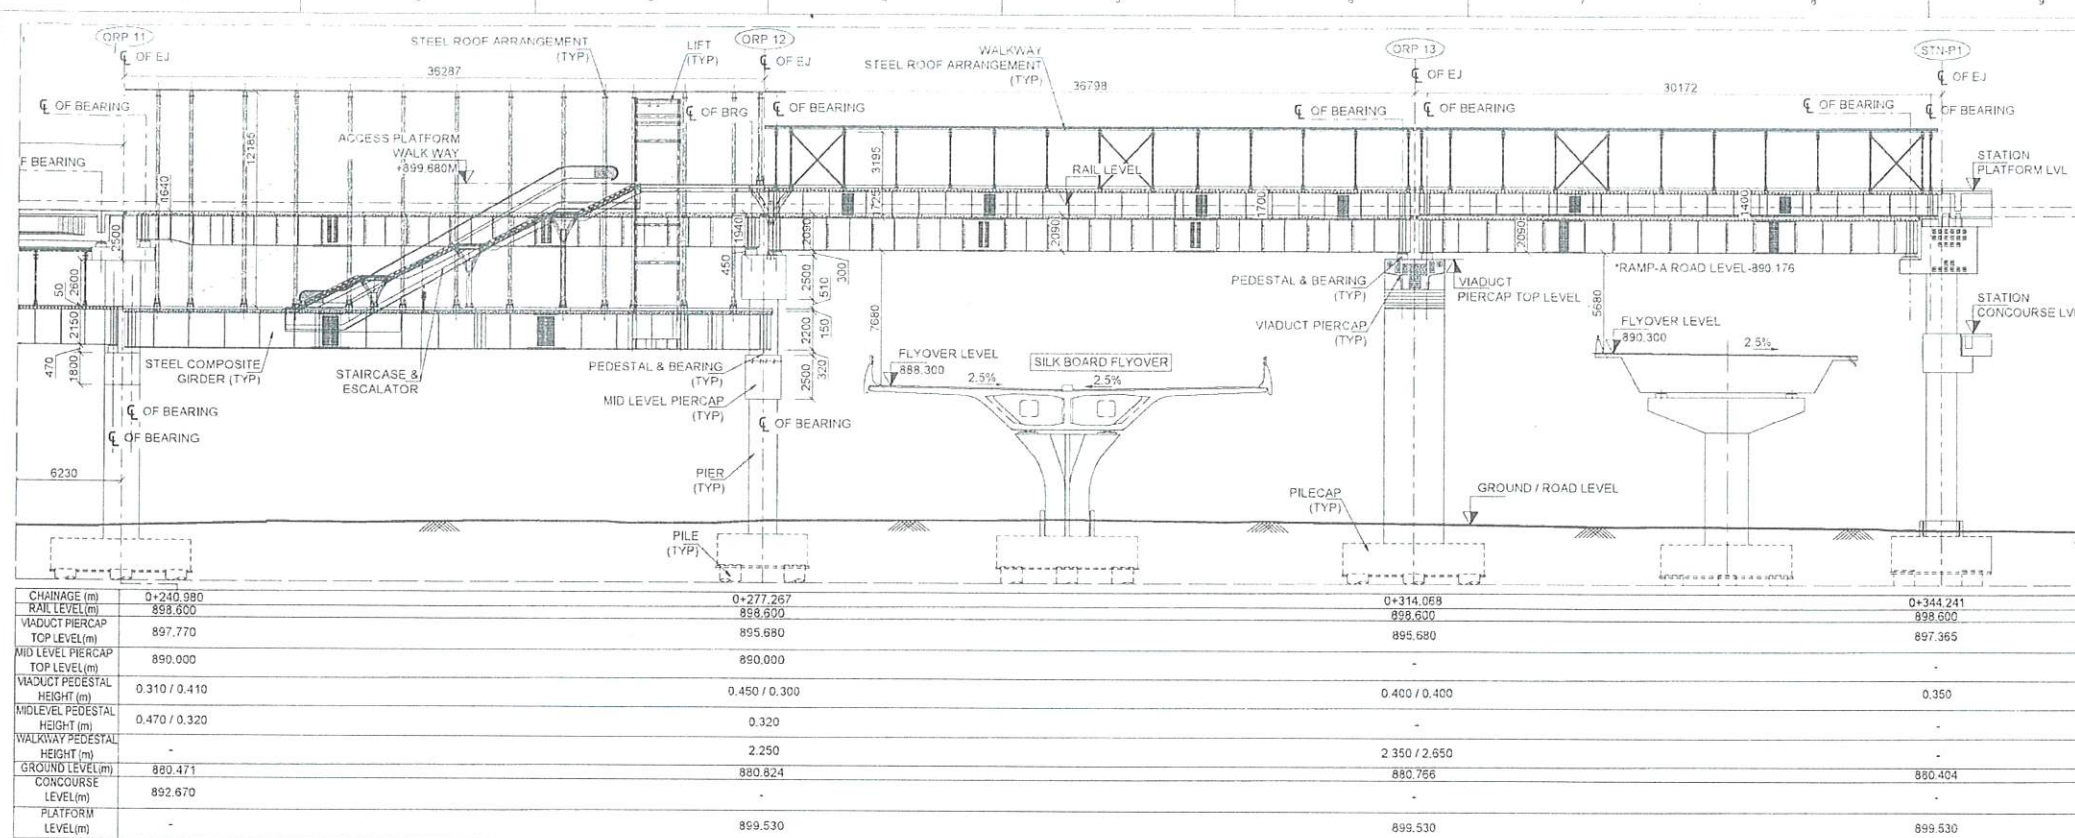 ORP 11
ORP 12
ORP 13
STN-P1
℄ OF EJ
℄ OF EJ
℄ OF EJ
℄ OF EJ
STEEL ROOF ARRANGEMENT
(TYP)
LIFT
(TYP)
WALKWAY
STEEL ROOF ARRANGEMENT
(TYP)
36287
36798
30172
℄ OF BEARING
℄ OF BRG
℄ OF BEARING
℄ OF BEARING
℄ OF BEARING
℄ OF BEARING
℄ OF BEARING
F BEARING
ACCESS PLATFORM
WALK WAY
+899.680M
12185
4640
3195
1725
RAIL LEVEL
1700
1400
STATION
PLATFORM LVL
2500
1940
2090
2090
2090
2600
50
450
300
2500
510
PEDESTAL & BEARING
(TYP)
VIADUCT
PIERCAP TOP LEVEL
*RAMP-A ROAD LEVEL-890.176
5680
STATION
CONCOURSE LV
2150
2200
150
7680
VIADUCT PIERCAP
(TYP)
FLYOVER LEVEL
890.300
2.5%
470
1800
STEEL COMPOSITE
GIRDER (TYP)
STAIRCASE &
ESCALATOR
PEDESTAL & BEARING
(TYP)
MID LEVEL PIERCAP
(TYP)
2500
320
FLYOVER LEVEL
888.300
2.5%
SILK BOARD FLYOVER
2.5%
℄ OF BEARING
℄ OF BEARING
℄ OF BEARING
6230
PIER
(TYP)
PILECAP
(TYP)
GROUND / ROAD LEVEL
PILE
(TYP)
CHAINAGE (m) 0+240.980 0+277.267 0+314.068 0+344.241
RAIL LEVEL(m) 898.600 898.600 898.600 898.600
VIADUCT PIERCAP
TOP LEVEL(m) 897.770 895.680 895.680 897.365
MID LEVEL PIERCAP
TOP LEVEL(m) 890.000 890.000 - -
VIADUCT PEDESTAL
HEIGHT (m) 0.310 / 0.410 0.450 / 0.300 0.400 / 0.400 0.350
MIDLEVEL PEDESTAL
HEIGHT (m) 0.470 / 0.320 0.320 - -
WALKWAY PEDESTAL
HEIGHT (m) - 2.250 2.350 / 2.650 -
GROUND LEVEL(m) 880.471 880.624 880.766 880.404
CONCOURSE
LEVEL(m) 892.670 - - -
PLATFORM
LEVEL(m) - 899.530 899.530 899.530